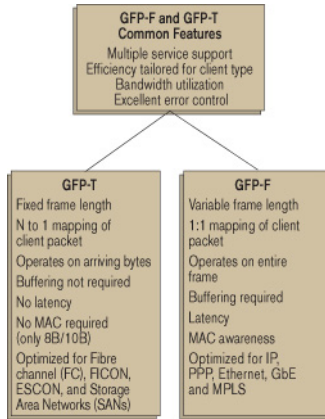 GFP-F and GFP-T
Common Features
Multiple service support
Efficiency tailored for client type
Bandwidth utilization
Excellent error control
GFP-T
Fixed frame length
N to 1 mapping of
client packet
Operates on arriving bytes
Buffering not required
No latency
No MAC required
(only 8B/10B)
Optimized for Fibre
channel (FC), FICON,
ESCON, and Storage
Area Networks (SANs)
GFP-F
Variable frame length
1:1 mapping of client
packet
Operates on entire
frame
Buffering required
Latency
MAC awareness
Optimized for IP,
PPP, Ethernet, GbE
and MPLS